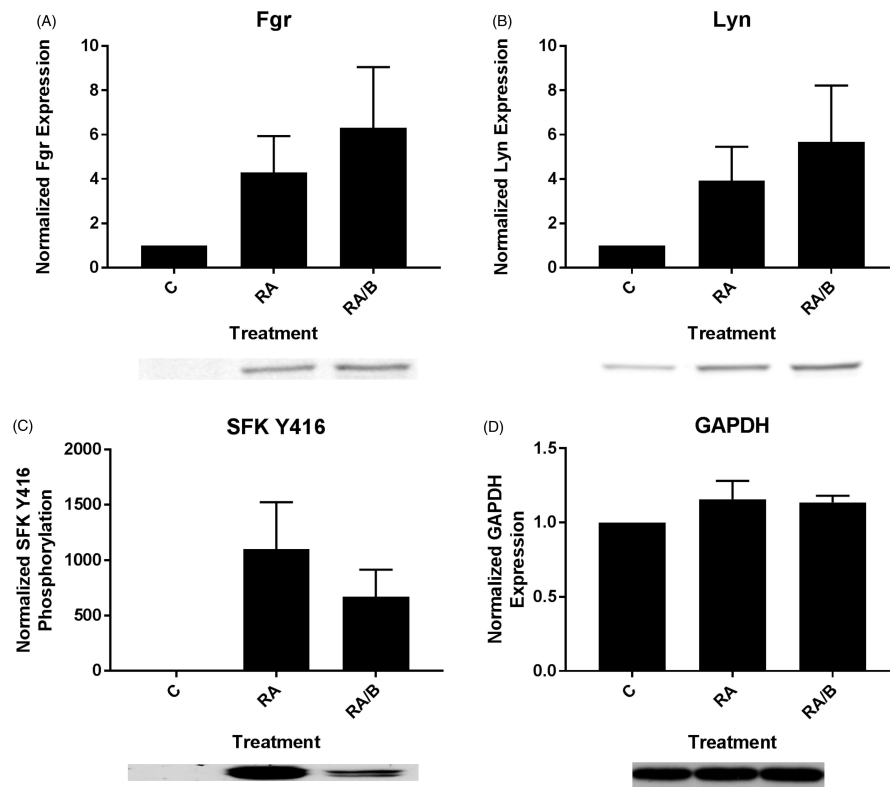 (A)
Fgr
Normalized Fgr Expression
10
8
6
4
2
0
C
RA
RA/B
Treatment
(B)
Lyn
Normalized Lyn Expression
10
8
6
4
2
0
C
RA
RA/B
Treatment
(C)
SFK Y416
Normalized SFK Y416
Phosphorylation
2000
1500
1000
500
0
C
RA
RA/B
Treatment
(D)
GAPDH
Normalized GAPDH
Expression
1.5
1.0
0.5
0.0
C
RA
RA/B
Treatment